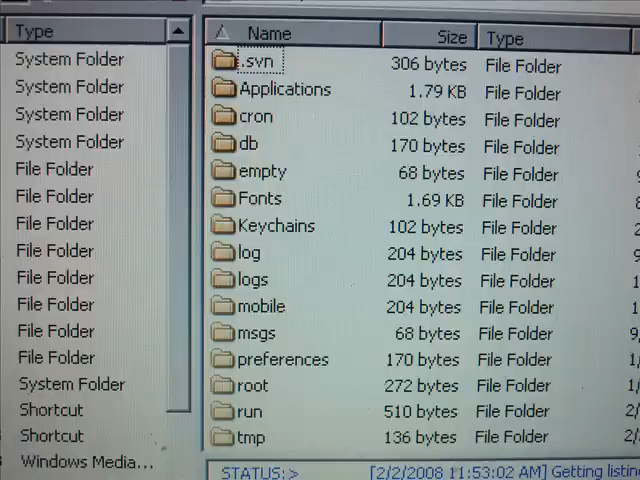 Type
System Folder
System Folder
System Folder
System Folder
File Folder
File Folder
File Folder
File Folder
File Folder
File Folder
File Folder
File Folder
System Folder
Shortcut
Shortcut
Windows Media...
Name Size Type
.svn 306 bytes File Folder
Applications 1.79 KB File Folder
cron 102 bytes File Folder
db 170 bytes File Folder
empty 68 bytes File Folder
Fonts 1.69 KB File Folder
Keychains 102 bytes File Folder
log 204 bytes File Folder
logs 204 bytes File Folder
mobile 204 bytes File Folder
msgs 68 bytes File Folder
preferences 170 bytes File Folder
root 272 bytes File Folder
run 510 bytes File Folder 2/
tmp 136 bytes File Folder 2/
STATUS:> [2/2/2008 11:53:02 AM] Getting listin